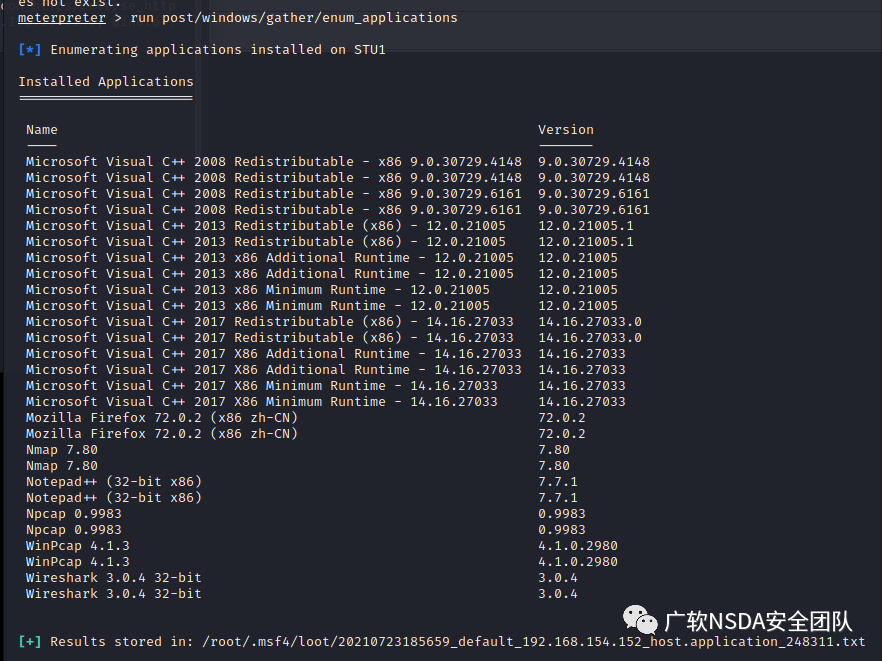 es not exist.
meterpreter > run post/windows/gather/enum_applications
[*] Enumerating applications installed on STU1
Installed Applications
Name Version
Microsoft Visual C++ 2008 Redistributable - x86 9.0.30729.4148 9.0.30729.4148
Microsoft Visual C++ 2008 Redistributable - x86 9.0.30729.4148 9.0.30729.4148
Microsoft Visual C++ 2008 Redistributable - x86 9.0.30729.6161 9.0.30729.6161
Microsoft Visual C++ 2008 Redistributable - x86 9.0.30729.6161 9.0.30729.6161
Microsoft Visual C++ 2013 Redistributable (x86) - 12.0.21005 12.0.21005.1
Microsoft Visual C++ 2013 Redistributable (x86) - 12.0.21005 12.0.21005.1
Microsoft Visual C++ 2013 x86 Additional Runtime - 12.0.21005 12.0.21005
Microsoft Visual C++ 2013 x86 Additional Runtime - 12.0.21005 12.0.21005
Microsoft Visual C++ 2013 x86 Minimum Runtime - 12.0.21005 12.0.21005
Microsoft Visual C++ 2013 x86 Minimum Runtime - 12.0.21005 12.0.21005
Microsoft Visual C++ 2017 Redistributable (x86) - 14.16.27033 14.16.27033.0
Microsoft Visual C++ 2017 Redistributable (x86) - 14.16.27033 14.16.27033.0
Microsoft Visual C++ 2017 X86 Additional Runtime - 14.16.27033 14.16.27033
Microsoft Visual C++ 2017 X86 Additional Runtime - 14.16.27033 14.16.27033
Microsoft Visual C++ 2017 X86 Minimum Runtime - 14.16.27033 14.16.27033
Microsoft Visual C++ 2017 X86 Minimum Runtime - 14.16.27033 14.16.27033
Mozilla Firefox 72.0.2 (x86 zh-CN) 72.0.2
Mozilla Firefox 72.0.2 (x86 zh-CN) 72.0.2
Nmap 7.80 7.80
Nmap 7.80 7.80
Notepad++ (32-bit x86) 7.7.1
Notepad++ (32-bit x86) 7.7.1
Npcap 0.9983 0.9983
Npcap 0.9983 0.9983
WinPcap 4.1.3 4.1.0.2980
WinPcap 4.1.3 4.1.0.2980
Wireshark 3.0.4 32-bit 3.0.4
Wireshark 3.0.4 32-bit 3.0.4
广软NSDA安全团队
[+] Results stored in: /root/.msf4/loot/20210723185659_default_192.168.154.152_host.application_248311.txt